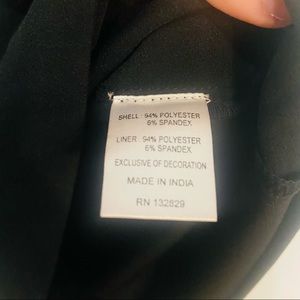 SHELL : 94% POLYESTER
6% SPANDEX
LINER : 94% POLYESTER
6% SPANDEX
EXCLUSIVE OF DECORATION
MADE IN INDIA
RN 132829